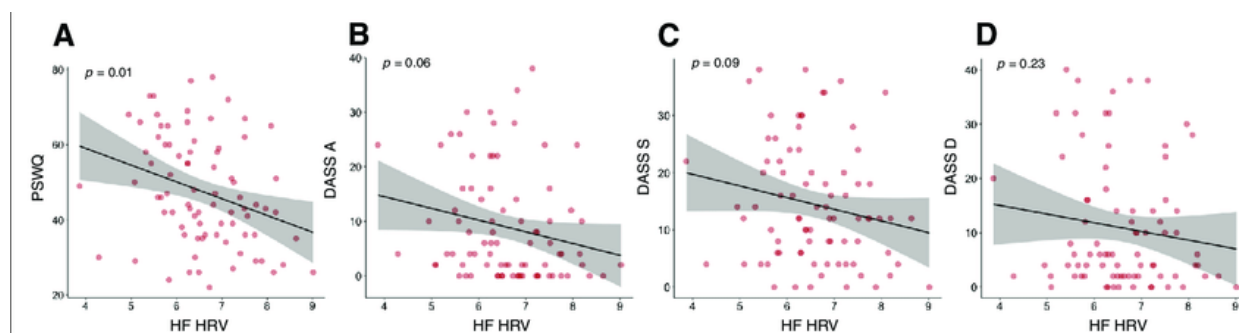 A
p = 0.01
80
60
40
20
PSWQ
4 5 6 7 8 9
HF HRV
B
p = 0.06
40
30
20
10
0
DASS A
4 5 6 7 8 9
HF HRV
C
p = 0.09
40
30
20
10
0
DASS S
4 5 6 7 8 9
HF HRV
D
p = 0.23
40
30
20
10
0
DASS D
4 5 6 7 8 9
HF HRV